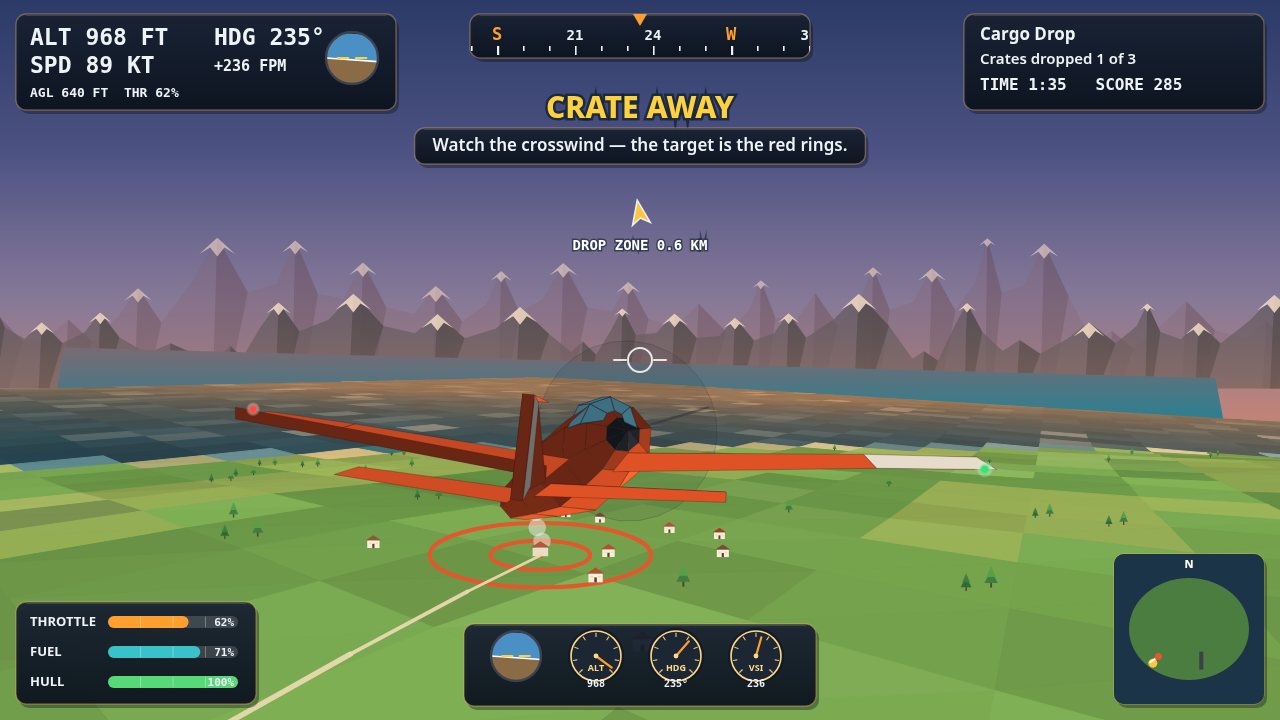 ALT 968 FT
HDG 235°
SPD 89 KT
+236 FPM
AGL 640 FT THR 62%
S 21 24 W 3
Cargo Drop
Crates dropped 1 of 3
TIME 1:35 SCORE 285
CRATE AWAY
Watch the crosswind — the target is the red rings.
DROP ZONE 0.6 KM
THROTTLE 62%
FUEL 71%
HULL 100%
ALT
968
HDG
235°
VSI
236
N